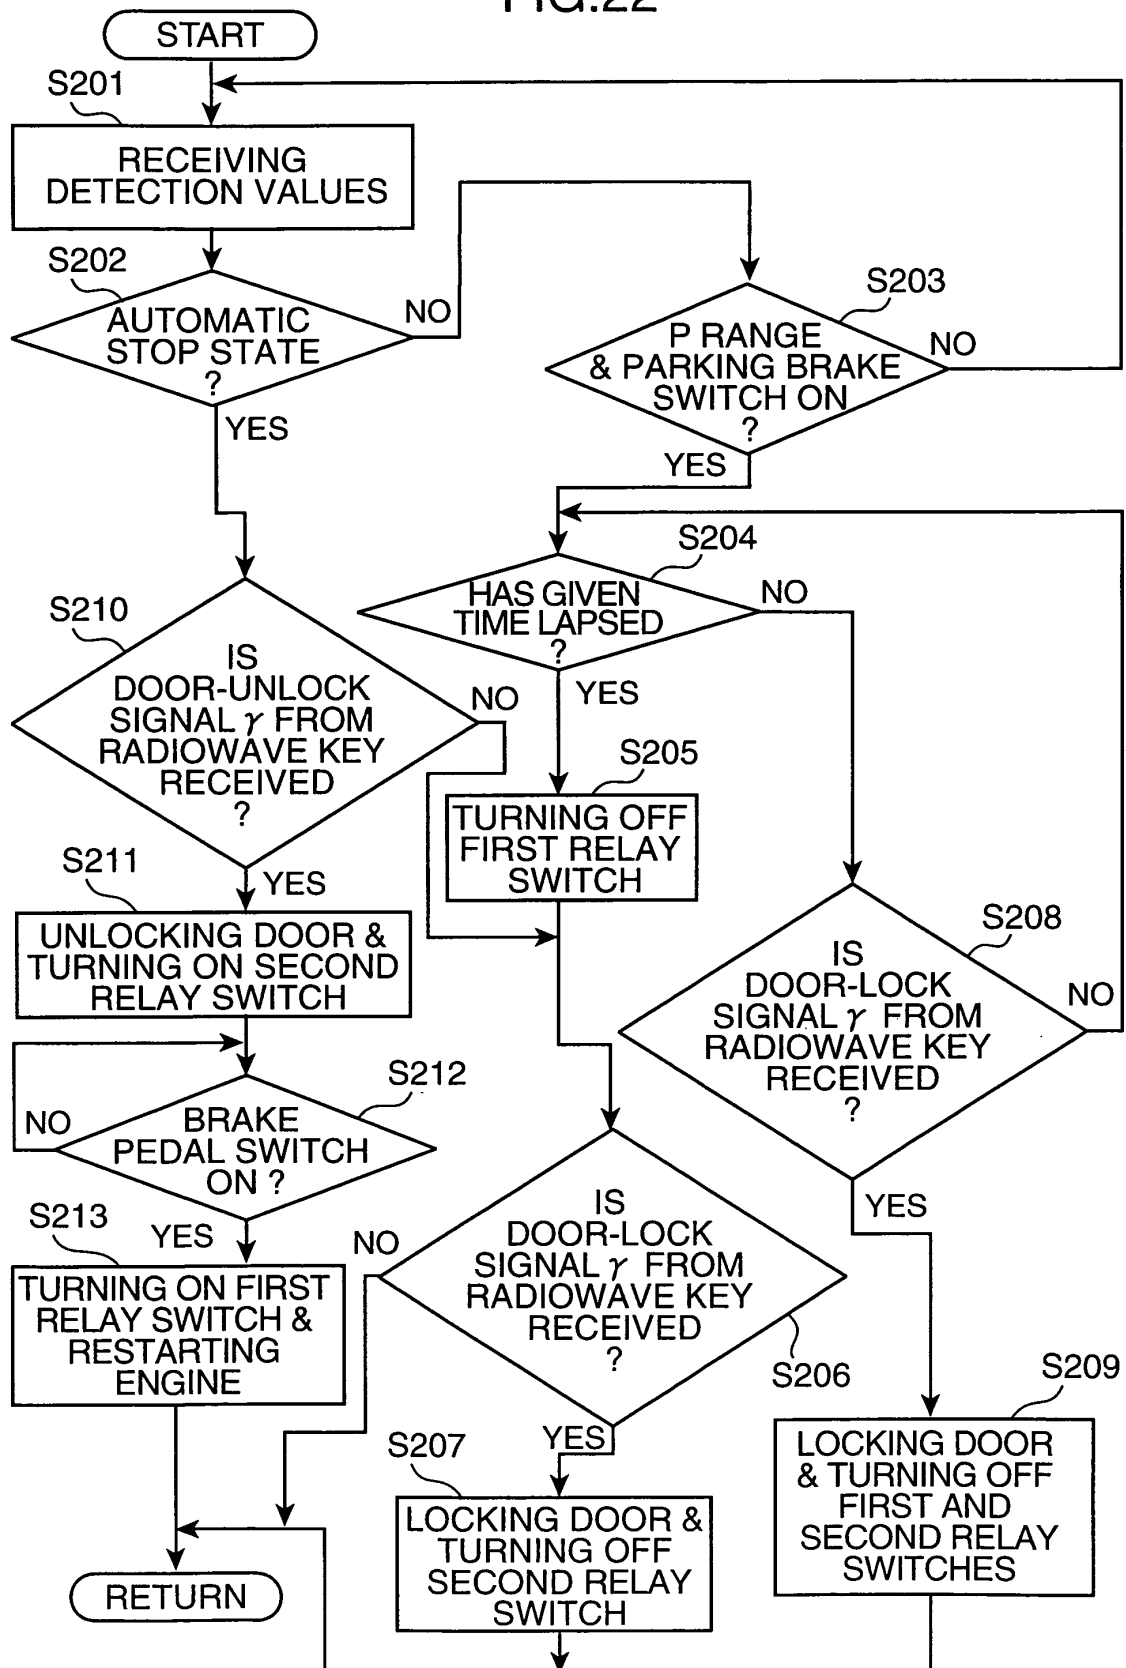 FIG.22
START
S201
RECEIVING
DETECTION VALUES
S202
AUTOMATIC
STOP STATE
?
NO
YES
S203
P RANGE
& PARKING BRAKE
SWITCH ON
?
NO
YES
S204
HAS GIVEN
TIME LAPSED
?
NO
YES
S210
IS
DOOR-UNLOCK
SIGNAL γ FROM
RADIOWAVE KEY
RECEIVED
?
NO
YES
S205
TURNING OFF
FIRST RELAY
SWITCH
S211
UNLOCKING DOOR &
TURNING ON SECOND
RELAY SWITCH
S208
IS
DOOR-LOCK
SIGNAL γ FROM
RADIOWAVE KEY
RECEIVED
?
NO
YES
S212
BRAKE
PEDAL SWITCH
ON ?
NO
YES
S213
TURNING ON FIRST
RELAY SWITCH &
RESTARTING
ENGINE
S206
IS
DOOR-LOCK
SIGNAL γ FROM
RADIOWAVE KEY
RECEIVED
?
NO
YES
S207
LOCKING DOOR &
TURNING OFF
SECOND RELAY
SWITCH
S209
LOCKING DOOR
& TURNING OFF
FIRST AND
SECOND RELAY
SWITCHES
RETURN